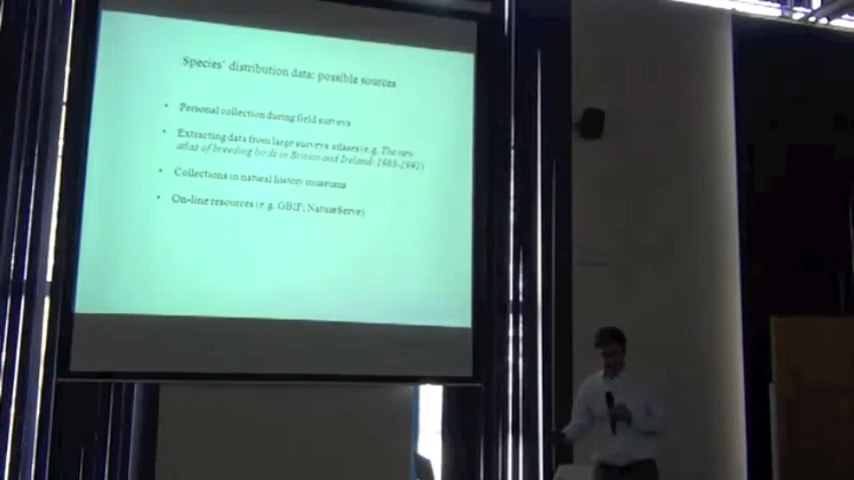 Species' distribution data: possible sources
• Personal collection during field surveys
• Extracting data from large surveys atlases (e.g. The new
atlas of breeding birds in Britain and Ireland: 1988-1991)
• Collections in natural history museums
• On-line resources (e.g. GBIF; NatureServe)